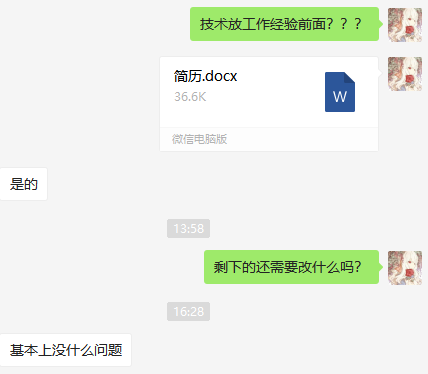 技术放工作经验前面？？？
简历.docx
36.6K
W
微信电脑版
是的
13:58
剩下的还需要改什么吗？
16:28
基本上没什么问题